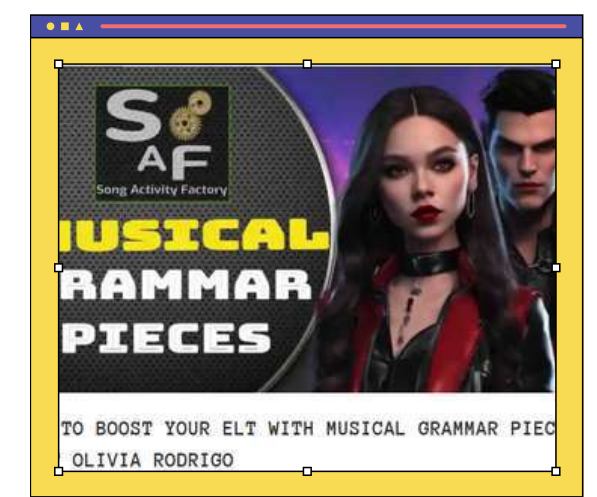 S
AF
Song Activity Factory
USICAL
RAMMAR
PIECES
TO BOOST YOUR ELT WITH MUSICAL GRAMMAR PIEC
OLIVIA RODRIGO